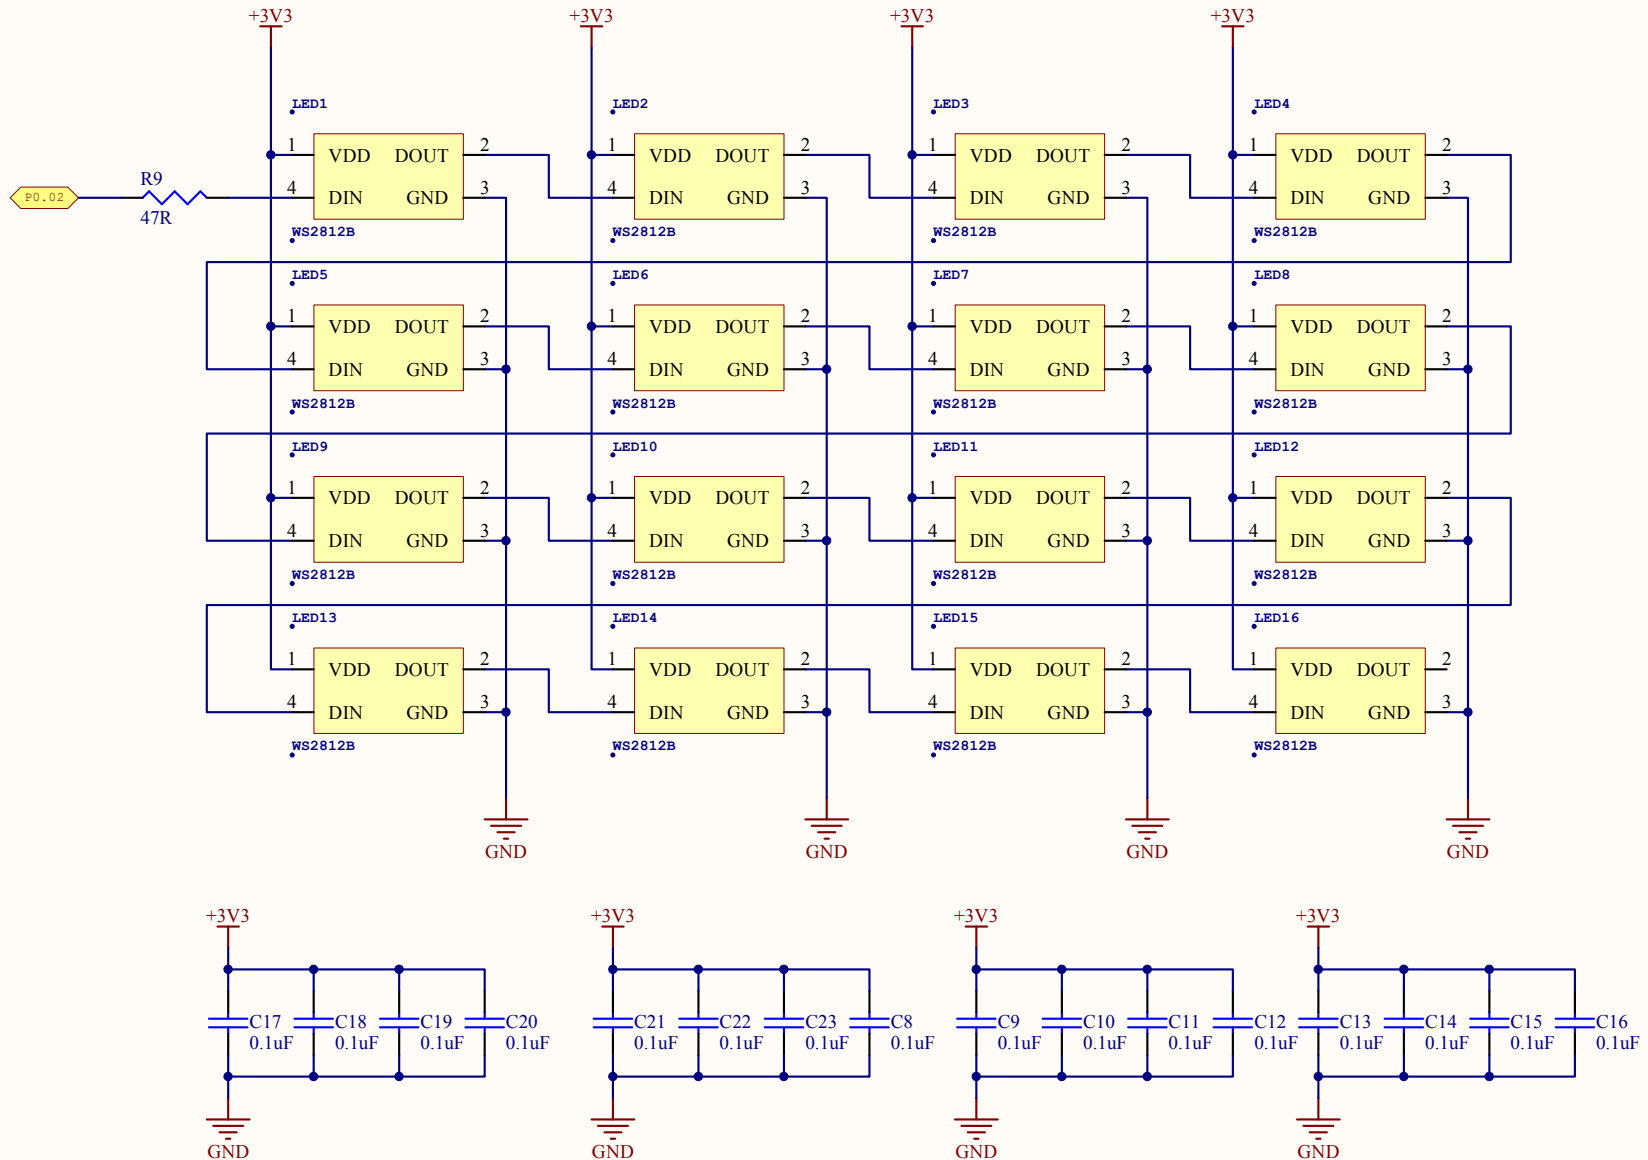 +3V3 +3V3 +3V3 +3V3
LED1 LED2 LED3 LED4
1 VDD DOUT 2 1 VDD DOUT 2 1 VDD DOUT 2 1 VDD DOUT 2
R9
P0.02 4 DIN GND 3 4 DIN GND 3 4 DIN GND 3 4 DIN GND 3
47R
WS2812B WS2812B WS2812B WS2812B
LED5 LED6 LED7 LED8
1 VDD DOUT 2 1 VDD DOUT 2 1 VDD DOUT 2 1 VDD DOUT 2
4 DIN GND 3 4 DIN GND 3 4 DIN GND 3 4 DIN GND 3
WS2812B WS2812B WS2812B WS2812B
LED9 LED10 LED11 LED12
1 VDD DOUT 2 1 VDD DOUT 2 1 VDD DOUT 2 1 VDD DOUT 2
4 DIN GND 3 4 DIN GND 3 4 DIN GND 3 4 DIN GND 3
WS2812B WS2812B WS2812B WS2812B
LED13 LED14 LED15 LED16
1 VDD DOUT 2 1 VDD DOUT 2 1 VDD DOUT 2 1 VDD DOUT 2
4 DIN GND 3 4 DIN GND 3 4 DIN GND 3 4 DIN GND 3
WS2812B WS2812B WS2812B WS2812B
GND GND GND GND
+3V3 +3V3 +3V3 +3V3
C17 C18 C19 C20 C21 C22 C23 C8 C9 C10 C11 C12 C13 C14 C15 C16
0.1uF 0.1uF 0.1uF 0.1uF 0.1uF 0.1uF 0.1uF 0.1uF 0.1uF 0.1uF 0.1uF 0.1uF 0.1uF 0.1uF 0.1uF 0.1uF
GND GND GND GND